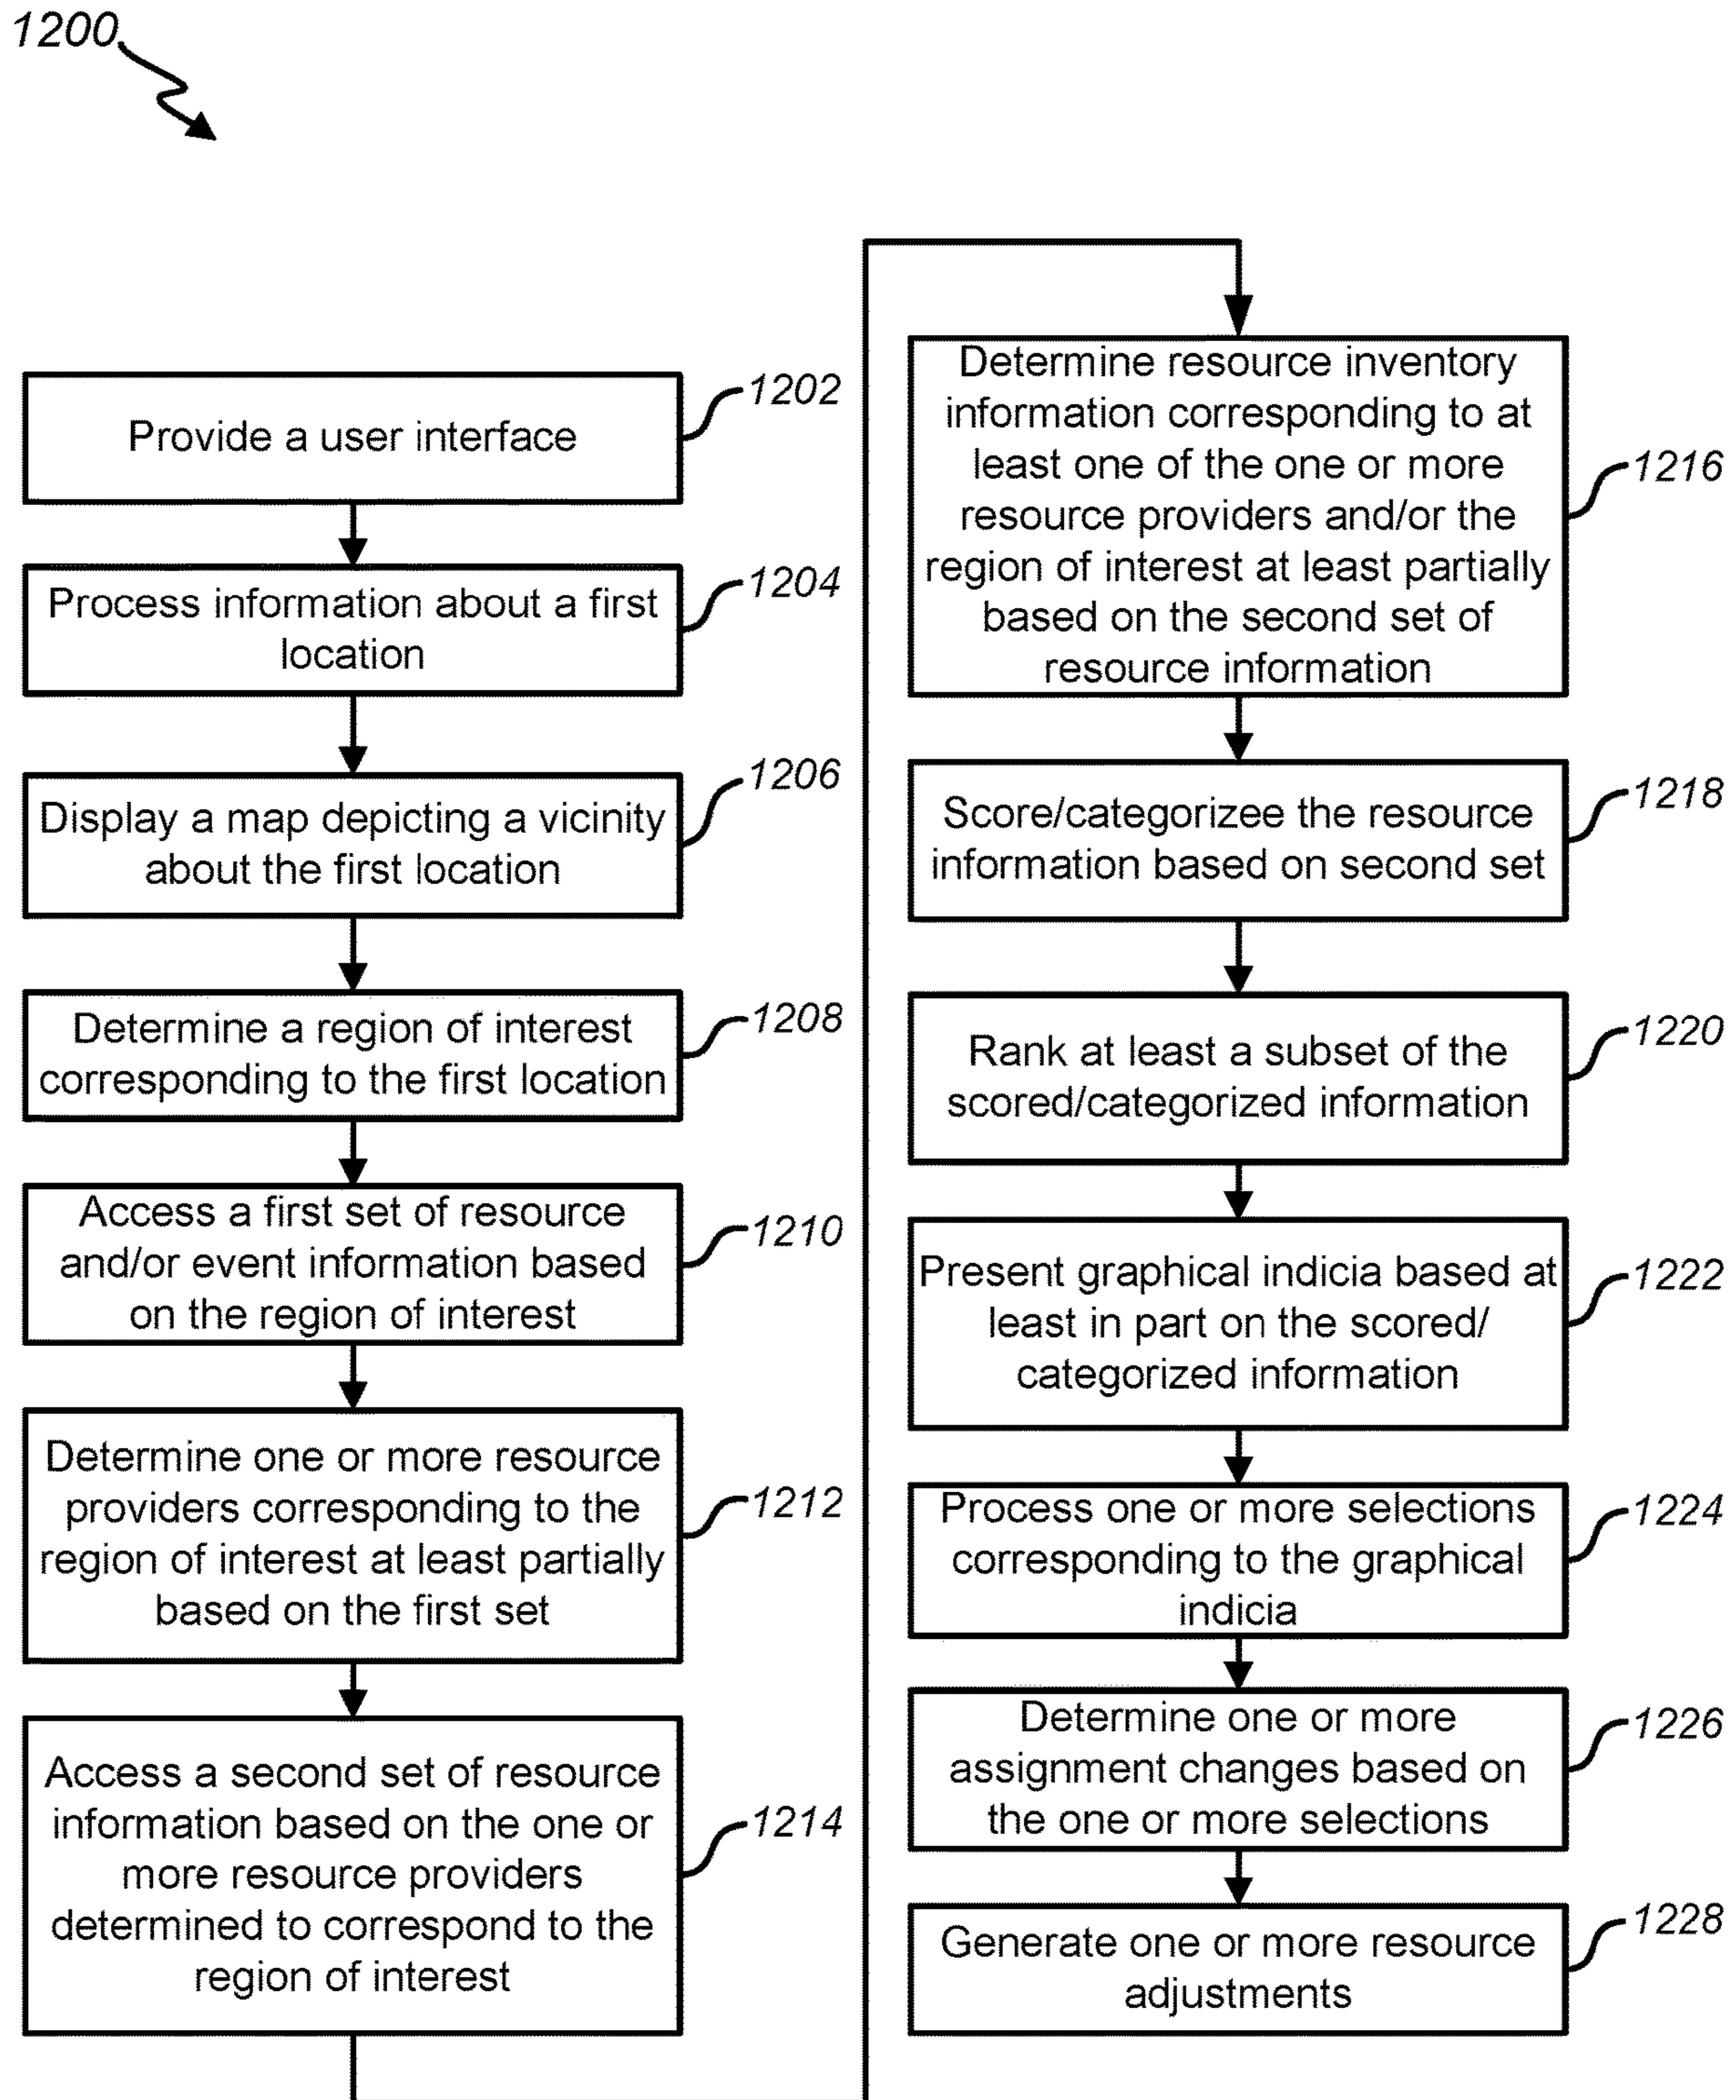 1200
Provide a user interface
1202
Process information about a first
location
1204
Display a map depicting a vicinity
about the first location
1206
Determine a region of interest
corresponding to the first location
1208
Access a first set of resource
and/or event information based
on the region of interest
1210
Determine one or more resource
providers corresponding to the
region of interest at least partially
based on the first set
1212
Access a second set of resource
information based on the one or
more resource providers
determined to correspond to the
region of interest
1214
Determine resource inventory
information corresponding to at
least one of the one or more
resource providers and/or the
region of interest at least partially
based on the second set of
resource information
1216
Score/categorizee the resource
information based on second set
1218
Rank at least a subset of the
scored/categorized information
1220
Present graphical indicia based at
least in part on the scored/
categorized information
1222
Process one or more selections
corresponding to the graphical
indicia
1224
Determine one or more
assignment changes based on
the one or more selections
1226
Generate one or more resource
adjustments
1228